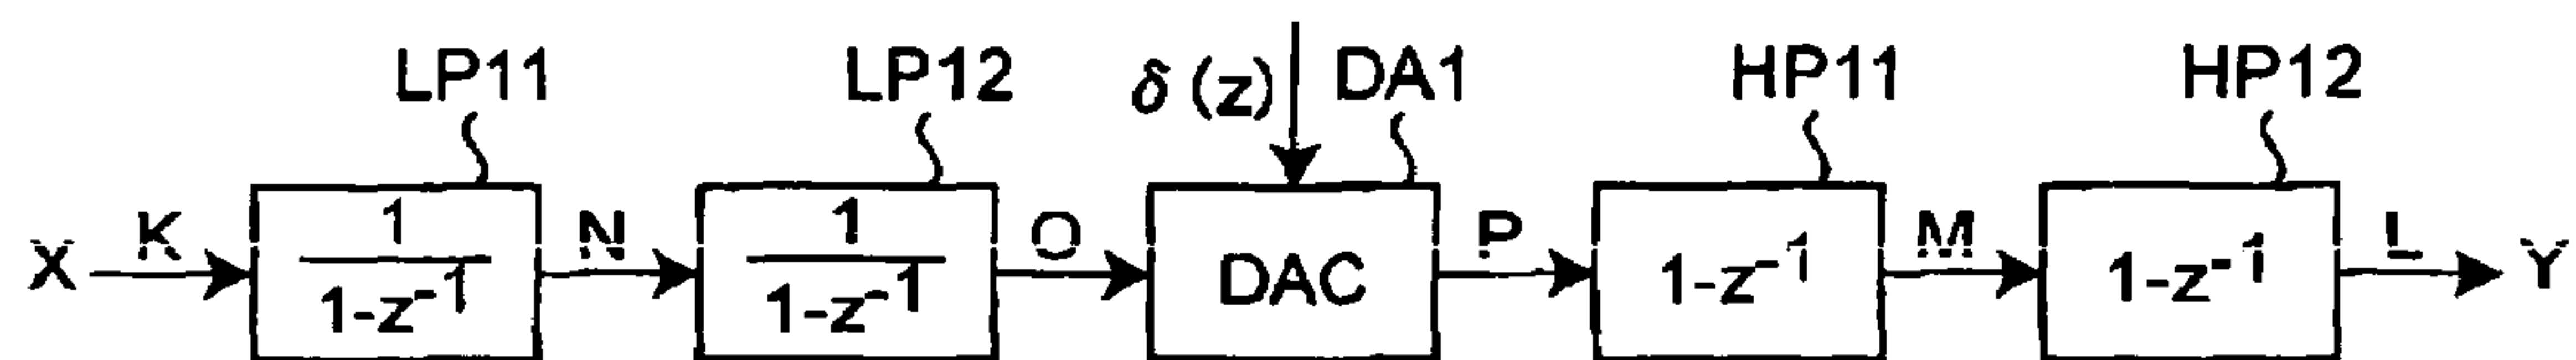 LP11 LP12 δ(z) DA1 HP11 HP12
X K 1/1-z⁻¹ N 1/1-z⁻¹ O DAC P 1-z⁻¹ M 1-z⁻¹ L Y